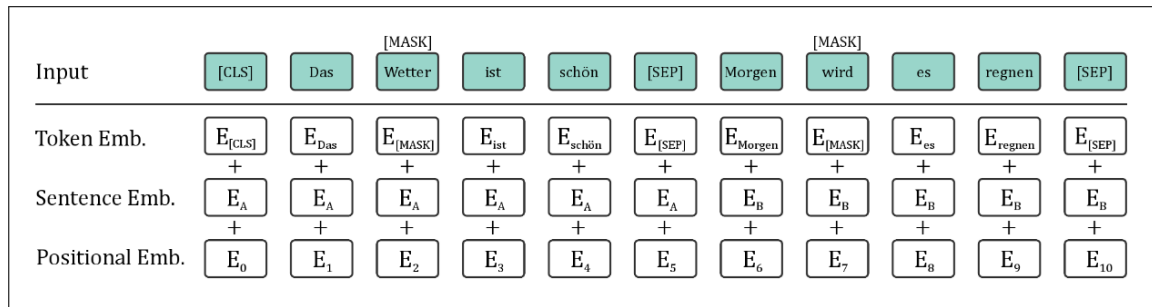 [MASK] [MASK]
Input [CLS] Das Wetter ist schön [SEP] Morgen wird es regnen [SEP]
Token Emb. E[CLS] EDas E[MASK] Eist Eschön E[SEP] EMorgen E[MASK] Ees Eregnen E[SEP]
+ + + + + + + + + + +
Sentence Emb. EA EA EA EA EA EA EB EB EB EB EB
+ + + + + + + + + + +
Positional Emb. E0 E1 E2 E3 E4 E5 E6 E7 E8 E9 E10